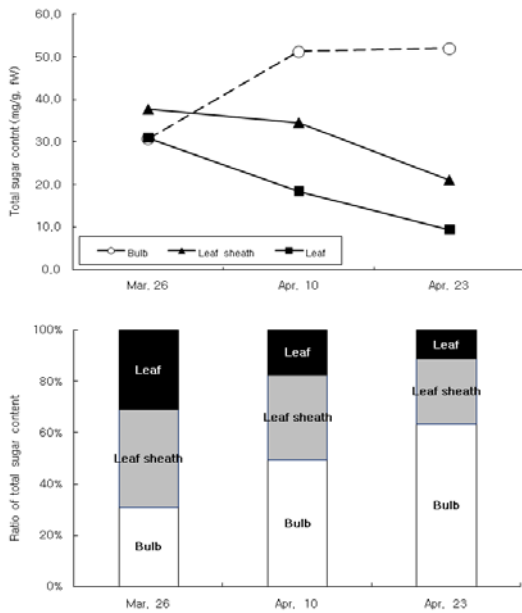 Total sugar contnt (mg/g, fW)
60,0
50,0
40,0
30,0
20,0
10,0
0,0
Bulb Leaf sheath Leaf
Mar, 26 Apr, 10 Apr, 23
Ratio of total sugar content
100%
80%
60%
40%
20%
0%
Leaf Leaf Leaf
Leaf sheath Leaf sheath Leaf sheath
Bulb Bulb Bulb
Mar, 26 Apr, 10 Apr, 23